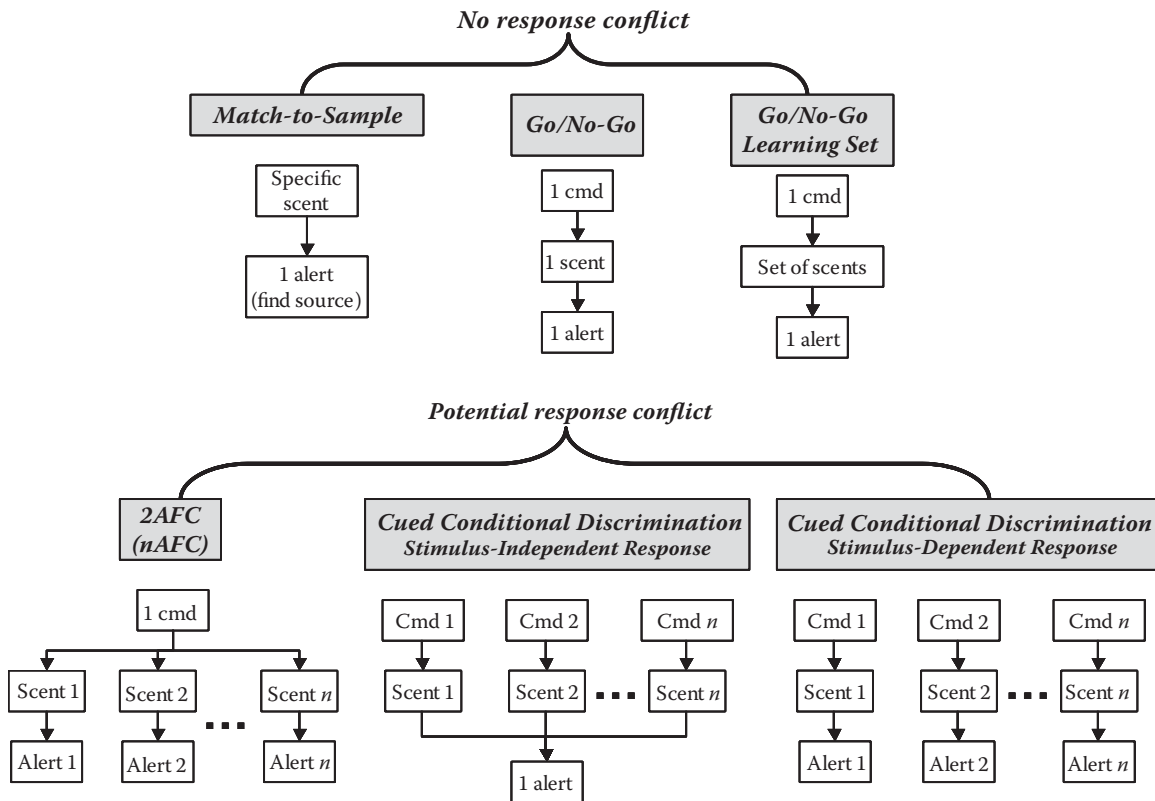 No response conflict
Match-to-Sample
Specific
scent
1 alert
(find source)
Go/No-Go
1 cmd
1 scent
1 alert
Go/No-Go
Learning Set
1 cmd
Set of scents
1 alert
Potential response conflict
2AFC
(nAFC)
1 cmd
Scent 1
Scent 2
Scent n
Alert 1
Alert 2
Alert n
Cued Conditional Discrimination
Stimulus-Independent Response
Cmd 1
Cmd 2
Cmd n
Scent 1
Scent 2
Scent n
1 alert
Cued Conditional Discrimination
Stimulus-Dependent Response
Cmd 1
Cmd 2
Cmd n
Scent 1
Scent 2
Scent n
Alert 1
Alert 2
Alert n